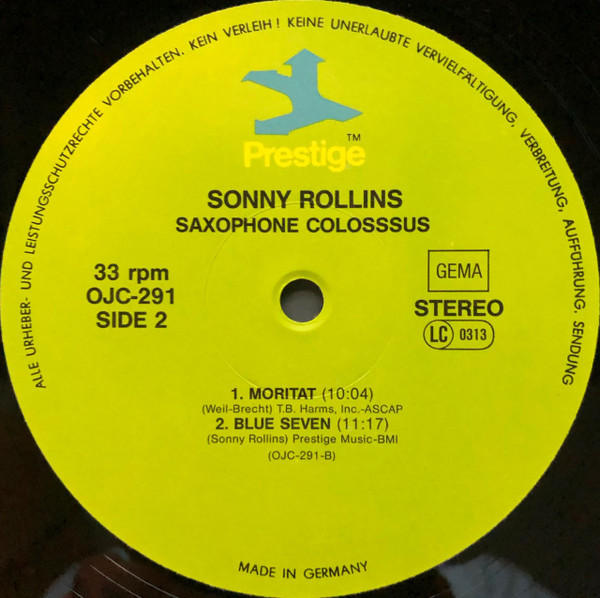 ALLE URHEBER- UND LEISTUNGSSCHUTZRECHTE VORBEHALTEN. KEIN VERLEIH! KEINE UNERLAUBTE VERVIELFÄLTIGUNG, VERBREITUNG, AUFFÜHRUNG, SENDUNG
TM
Prestige
SONNY ROLLINS
SAXOPHONE COLOSSSUS
33 rpm
OJC-291
SIDE 2
GEMA
STEREO
LC 0313
1. MORITAT (10:04)
(Weil-Brecht) T.B. Harms, Inc.-ASCAP
2. BLUE SEVEN (11:17)
(Sonny Rollins) Prestige Music-BMI
(OJC-291-B)
MADE IN GERMANY